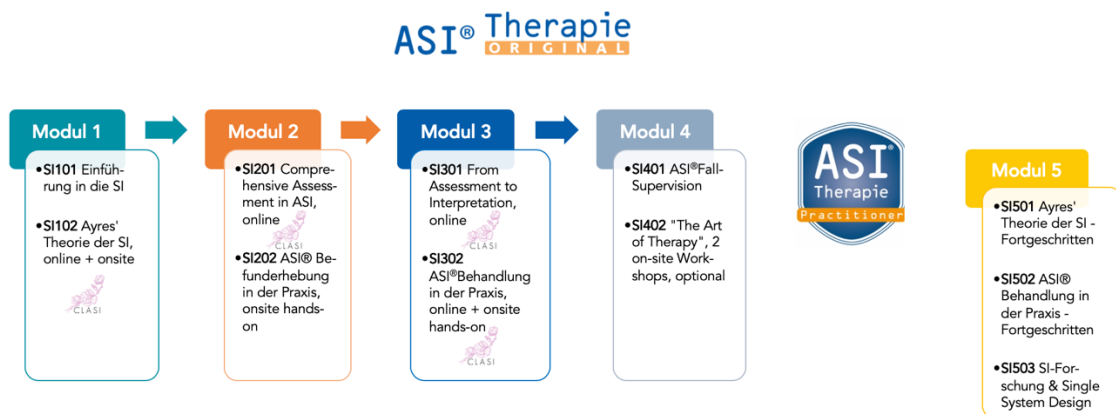 ASI® Therapie
ORIGINAL
Modul 1
•SI101 Einfüh-
rung in die SI
•SI102 Ayres'
Theorie der SI,
online + onsite
CLASI
Modul 2
•SI201 Compre-
hensive Assess-
ment in ASI,
online
CLASI
•SI202 ASI® Be-
funderhebung
in der Praxis,
onsite hands-
on
Modul 3
•SI301 From
Assessment to
Interpretation,
online
CLASI
•SI302
ASI®Behandlung
in der Praxis,
online + onsite
hands-on
CLASI
Modul 4
•SI401 ASI®Fall-
Supervision
•SI402 "The Art
of Therapy", 2
on-site Work-
shops, optional
ASI®
Therapie
Practitioner
Modul 5
•SI501 Ayres'
Theorie der SI -
Fortgeschritten
•SI502 ASI®
Behandlung in
der Praxis -
Fortgeschritten
•SI503 SI-For-
schung & Single
System Design